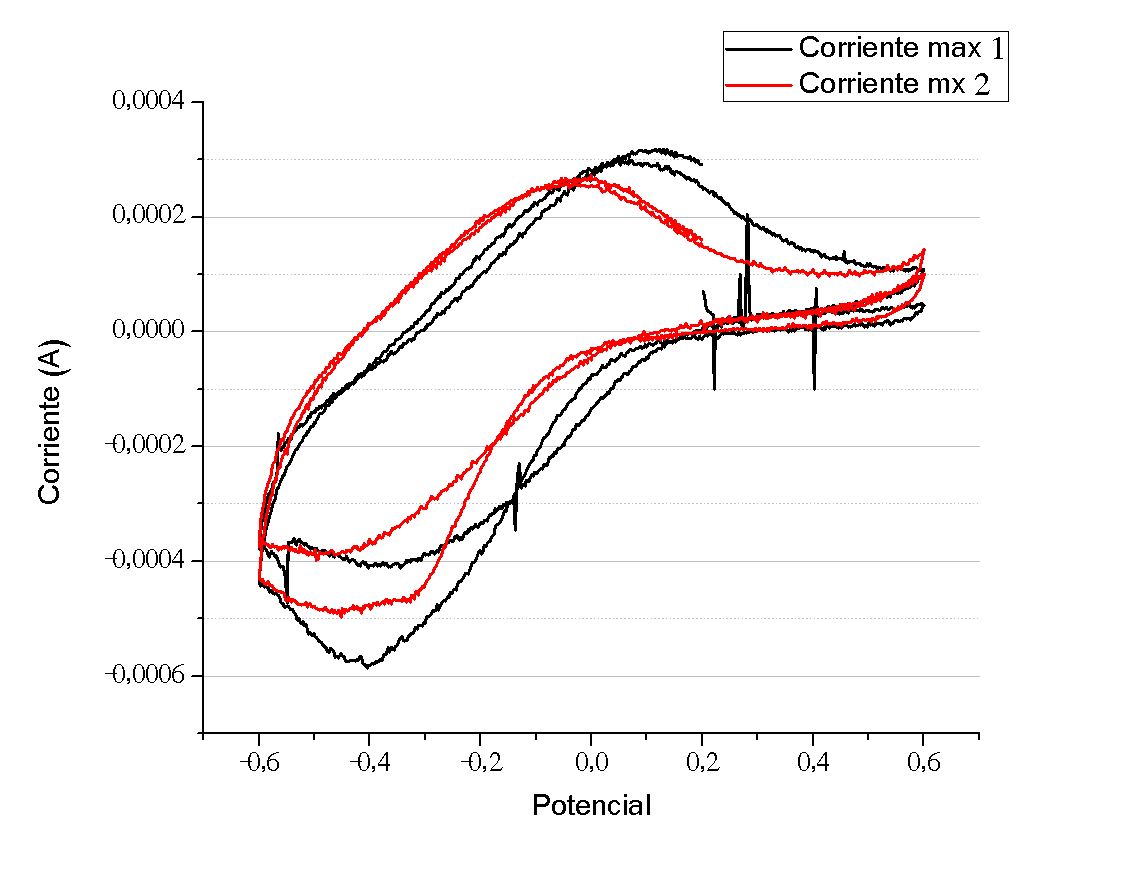 Corriente max 1
Corriente mx 2
0,0004
0,0002
0,0000
-0,0002
-0,0004
-0,0006
Corriente (A)
-0,6 -0,4 -0,2 0,0 0,2 0,4 0,6
Potencial